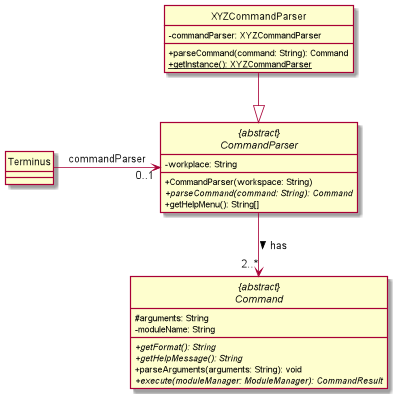 XYZCommandParser
-commandParser: XYZCommandParser
+parseCommand(command: String): Command
+getInstance(): XYZCommandParser
{abstract}
CommandParser
-workplace: String
+CommandParser(workspace: String)
+parseCommand(command: String): Command
+getHelpMenu(): String[]
Terminus
commandParser
0..1
has
2..*
{abstract}
Command
#arguments: String
-moduleName: String
+getFormat(): String
+getHelpMessage(): String
+parseArguments(arguments: String): void
+execute(moduleManager: ModuleManager): CommandResult